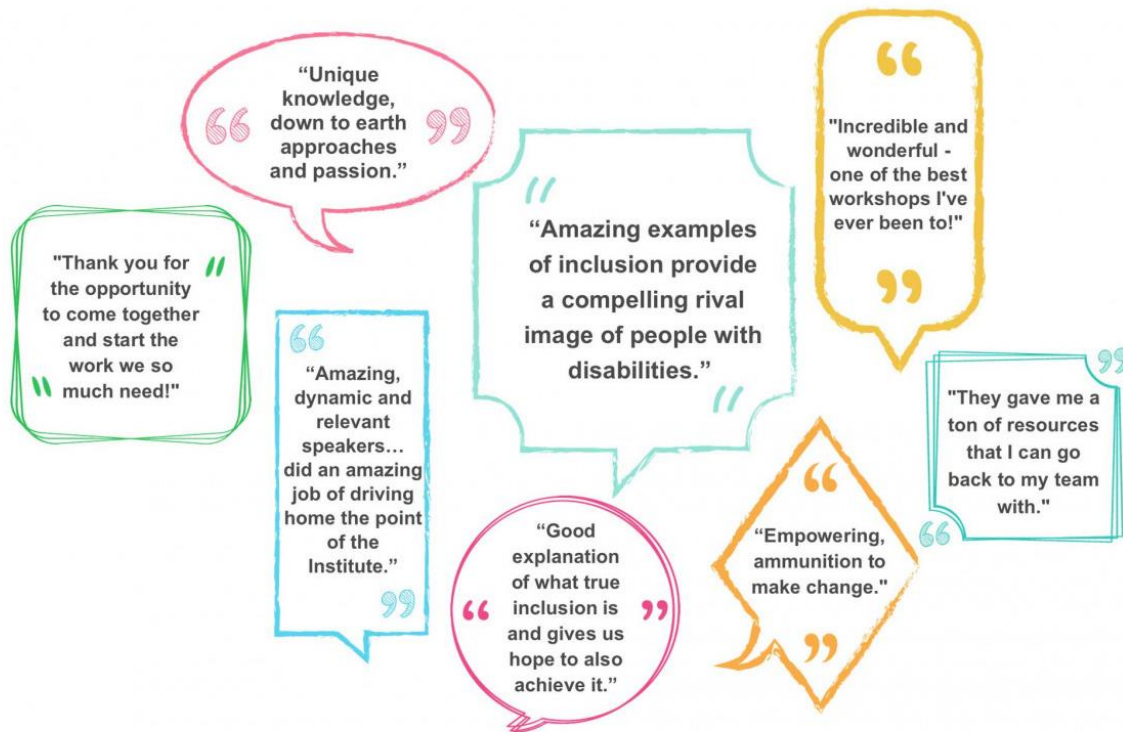 “Unique
knowledge,
down to earth
approaches
and passion.”
"Incredible and
wonderful -
one of the best
workshops I've
ever been to!"
"Thank you for
the opportunity
to come together
and start the
work we so
much need!"
“Amazing examples
of inclusion provide
a compelling rival
image of people with
disabilities.”
“Amazing,
dynamic and
relevant
speakers…
did an amazing
job of driving
home the point
of the
Institute.”
"They gave me a
ton of resources
that I can go
back to my team
with."
“Good
explanation
of what true
inclusion is
and gives us
hope to also
achieve it.”
“Empowering,
ammunition to
make change."